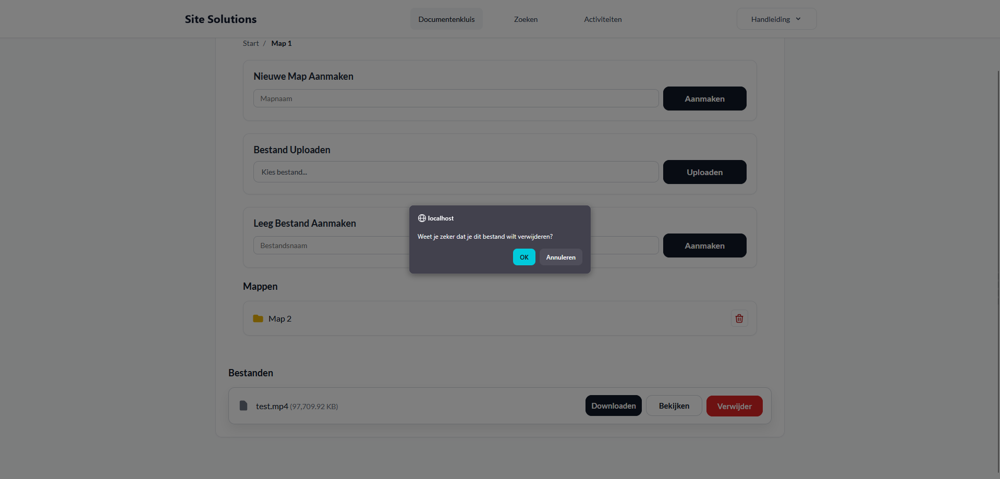 Site Solutions
Documentenkluis
Zoeken
Activiteiten
Handleiding
Start / Map 1
Nieuwe Map Aanmaken
Mapnaam
Aanmaken
Bestand Uploaden
Kies bestand...
Uploaden
localhost
Weet je zeker dat je dit bestand wilt verwijderen?
OK
Annuleren
Leeg Bestand Aanmaken
Bestandsnaam
Aanmaken
Mappen
Map 2
Bestanden
test.mp4 (97,709.92 KB)
Downloaden
Bekijken
Verwijder